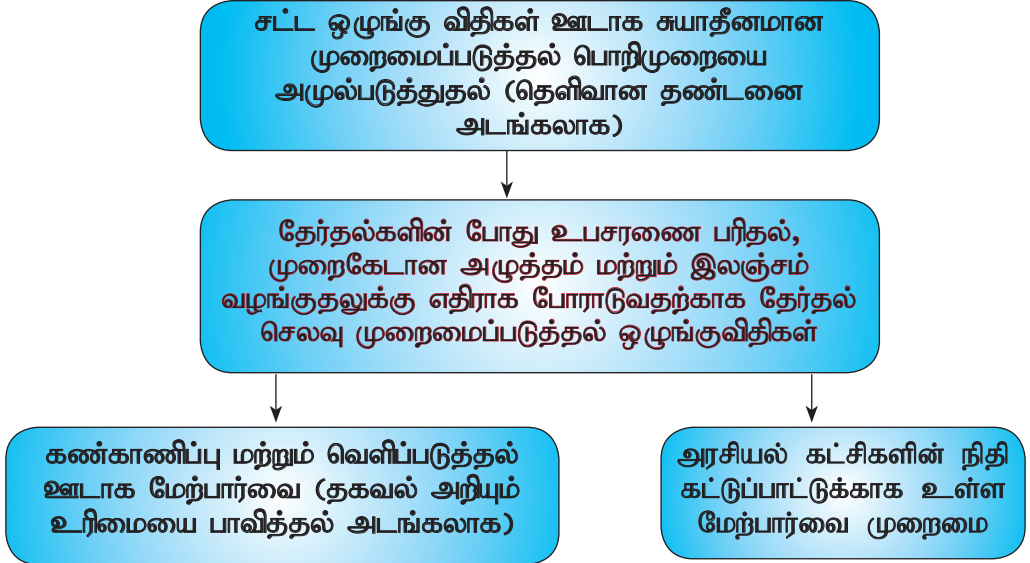 சட்ட ஒழுங்கு விதிகள் ஊடாக சுயாதீனமான
முறைமைப்படுத்தல் பொறிமுறையை
அமுல்படுத்துதல் (தெளிவான தண்டனை
அடங்கலாக)
தேர்தல்களின் போது உபசரணை பரிதல்,
முறைகேடான அழுத்தம் மற்றும் இலஞ்சம்
வழங்குதலுக்கு எதிராக போராடுவதற்காக தேர்தல்
செலவு முறைமைப்படுத்தல் ஒழுங்குவிதிகள்
கண்காணிப்பு மற்றும் வெளிப்படுத்தல்
ஊடாக மேற்பார்வை (தகவல் அறியும்
உரிமையை பாவித்தல் அடங்கலாக)
அரசியல் கட்சிகளின் நிதி
கட்டுப்பாட்டுக்காக உள்ள
மேற்பார்வை முறைமை